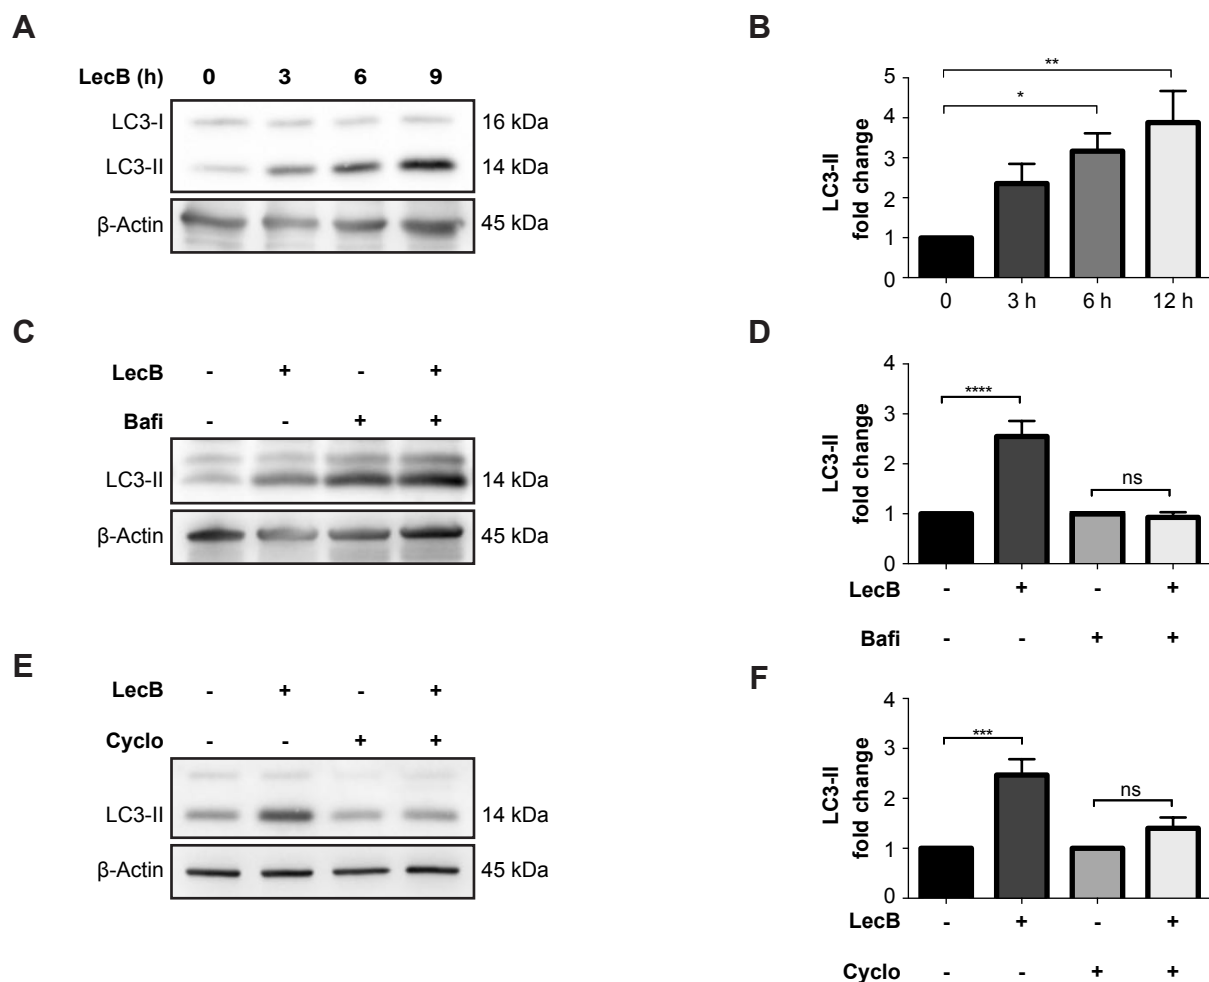 A
LecB (h) 0 3 6 9
LC3-I 16 kDa
LC3-II 14 kDa
β-Actin 45 kDa
B
LC3-II
fold change
5
4
3
2
1
0
**
*
0 3 h 6 h 12 h
C
LecB - + - +
Bafi - - + +
LC3-II 14 kDa
β-Actin 45 kDa
D
LC3-II
fold change
4
3
2
1
0
****
ns
LecB - + - +
Bafi - - + +
E
LecB - + - +
Cyclo - - + +
LC3-II 14 kDa
β-Actin 45 kDa
F
LC3-II
fold change
4
3
2
1
0
***
ns
LecB - + - +
Cyclo - - + +